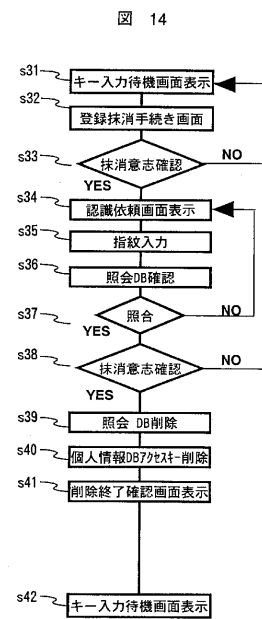 図 14
s31
キー入力待機画面表示
s32
登録抹消手続き画面
s33
抹消意志確認
NO
YES
s34
認識依頼画面表示
s35
指紋入力
s36
照会DB確認
s37
照合
NO
YES
s38
抹消意志確認
NO
YES
s39
照会 DB削除
s40
個人情報DBアクセスキー削除
s41
削除終了確認画面表示
s42
キー入力待機画面表示